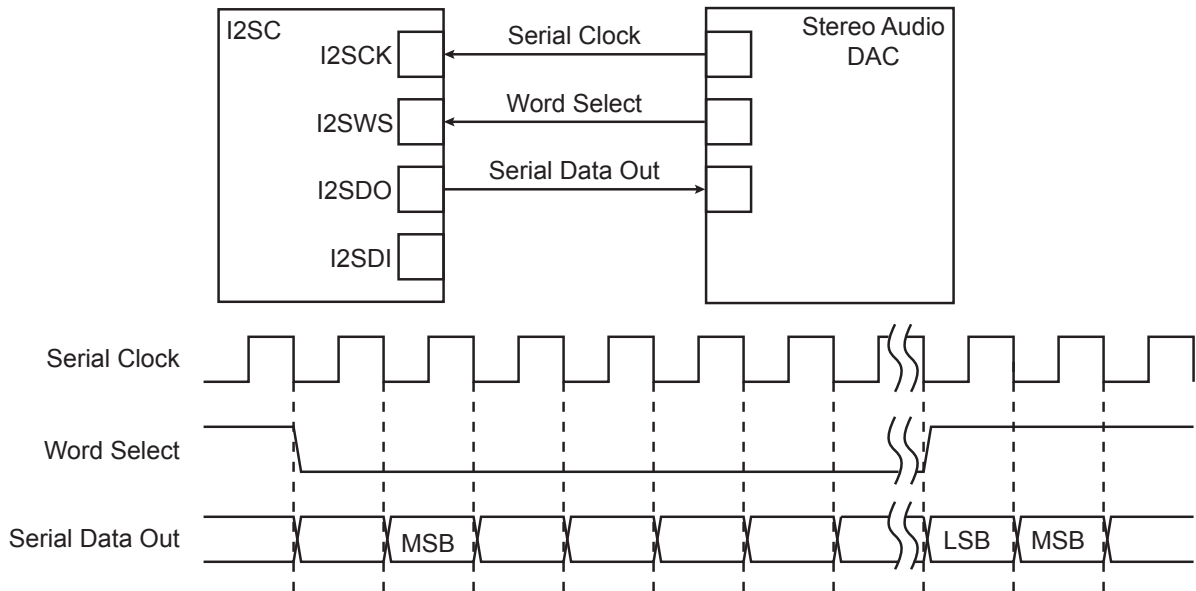 I2SC
Stereo Audio
DAC
I2SCK
Serial Clock
I2SWS
Word Select
I2SDO
Serial Data Out
I2SDI
Serial Clock
Word Select
Serial Data Out
MSB
LSB
MSB